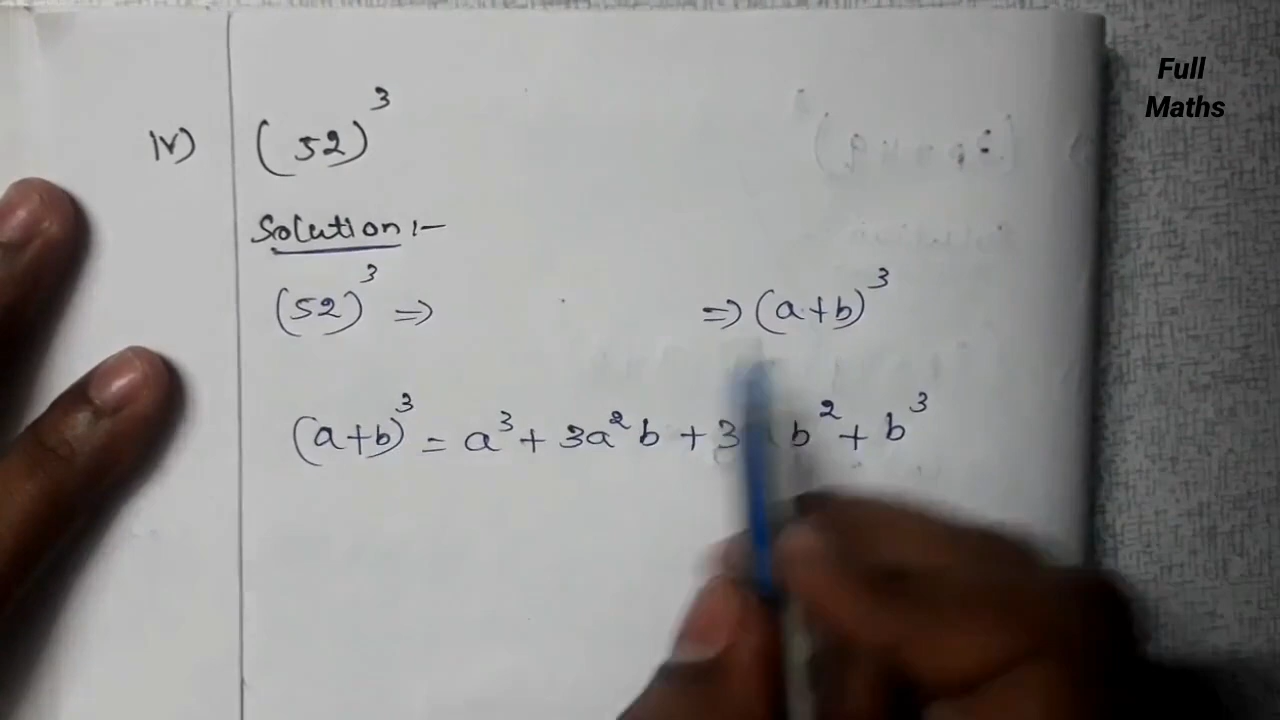 Full
Maths
IV) (52)³
Solution :-
(52)³ ⇒ ⇒ (a+b)³
(a+b)³ = a³ + 3a²b + 3 b² + b³